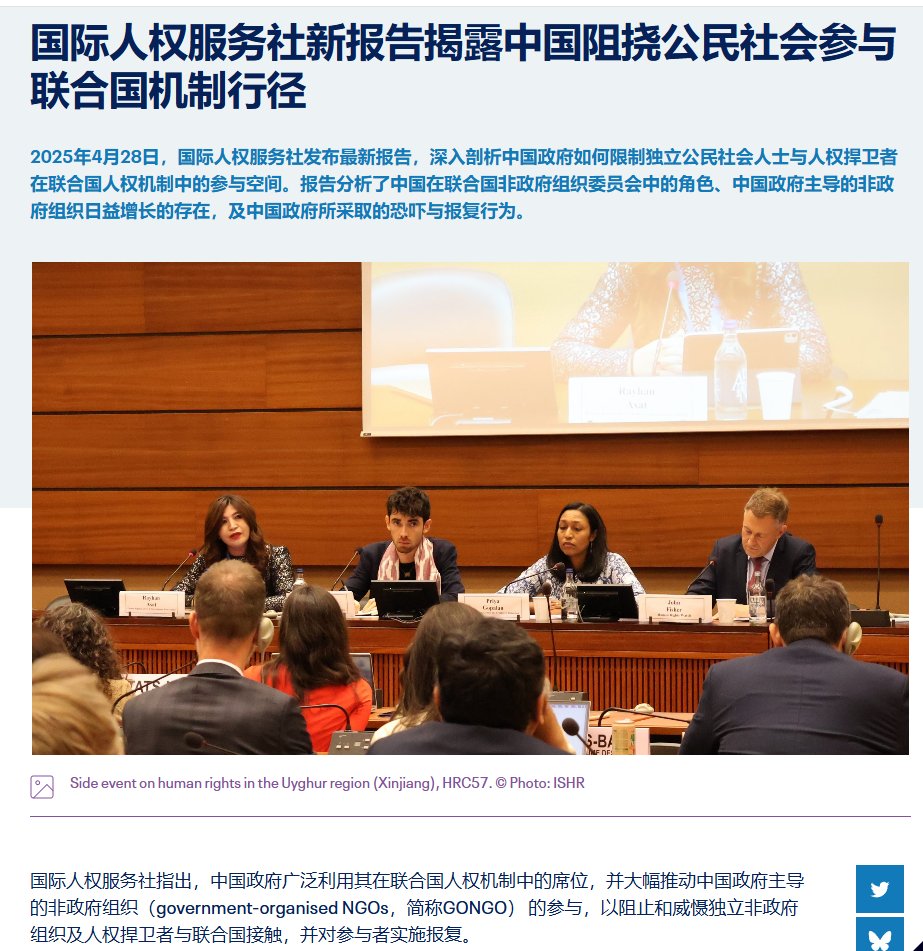 国际人权服务社新报告揭露中国阻挠公民社会参与
联合国机制行径
2025年4月28日，国际人权服务社发布最新报告，深入剖析中国政府如何限制独立公民社会人士与人权捍卫者
在联合国人权机制中的参与空间。报告分析了中国在联合国非政府组织委员会中的角色、中国政府主导的非政
府组织日益增长的存在，及中国政府所采取的恐吓与报复行为。
Rayhan
Asat
Rayhan
Asat
Priya
Gopalan
John
Fisher
Side event on human rights in the Uyghur region (Xinjiang), HRC57. © Photo: ISHR
国际人权服务社指出，中国政府广泛利用其在联合国人权机制中的席位，并大幅推动中国政府主导
的非政府组织（government-organised NGOs，简称GONGO） 的参与，以阻止和威慑独立非政府
组织及人权捍卫者与联合国接触，并对参与者实施报复。